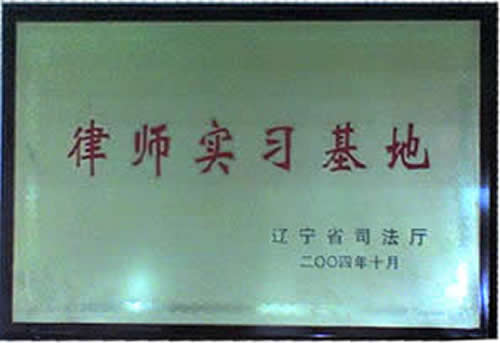 律师实习基地
辽宁省司法厅
二〇〇四年十月